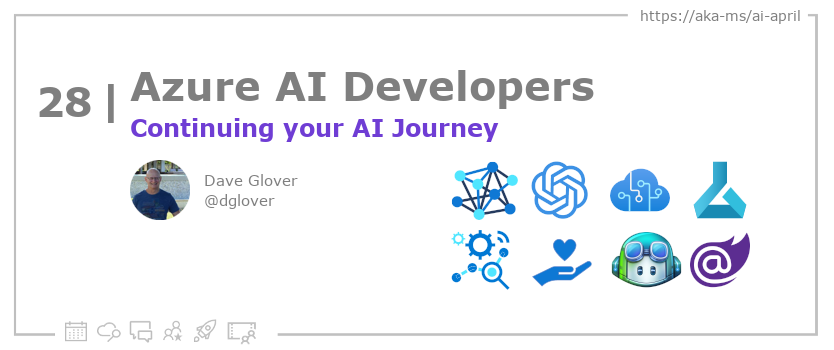 https://aka-ms/ai-april
28 | Azure AI Developers
Continuing your AI Journey
Dave Glover
@dglover